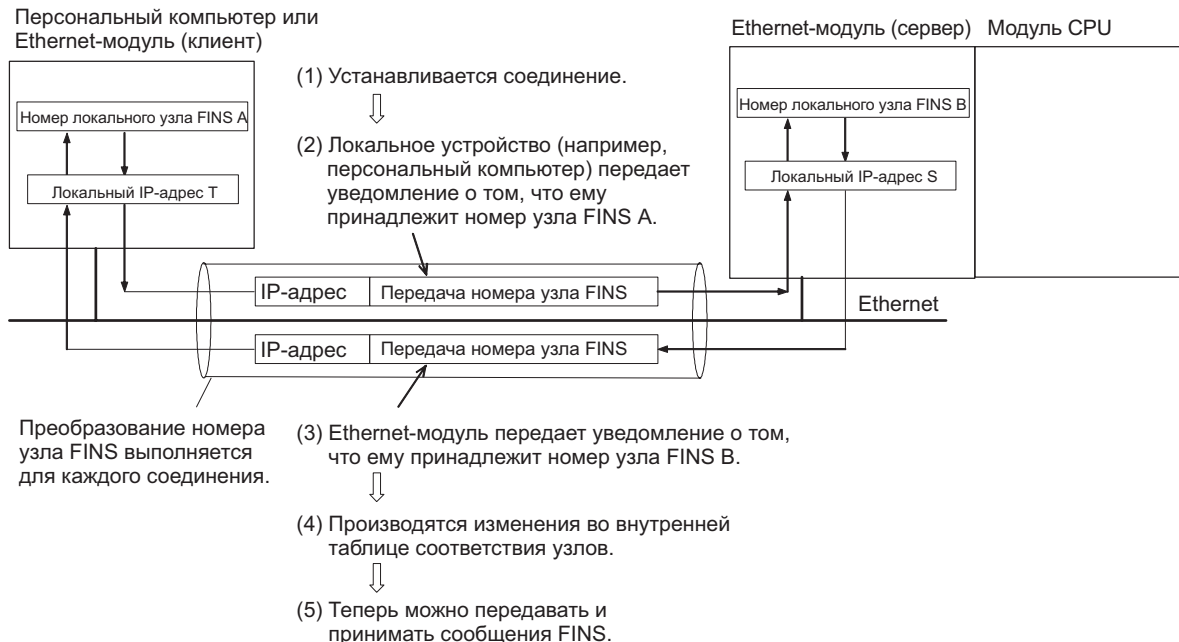 Персональный компьютер или
Ethernet-модуль (клиент)
Ethernet-модуль (сервер)
Модуль CPU
Номер локального узла FINS A
Локальный IP-адрес T
(1) Устанавливается соединение.
(2) Локальное устройство (например,
персональный компьютер) передает
уведомление о том, что ему
принадлежит номер узла FINS A.
Номер локального узла FINS B
Локальный IP-адрес S
IP-адрес
Передача номера узла FINS
Ethernet
IP-адрес
Передача номера узла FINS
Преобразование номера
узла FINS выполняется
для каждого соединения.
(3) Ethernet-модуль передает уведомление о том,
что ему принадлежит номер узла FINS B.
(4) Производятся изменения во внутренней
таблице соответствия узлов.
(5) Теперь можно передавать и
принимать сообщения FINS.